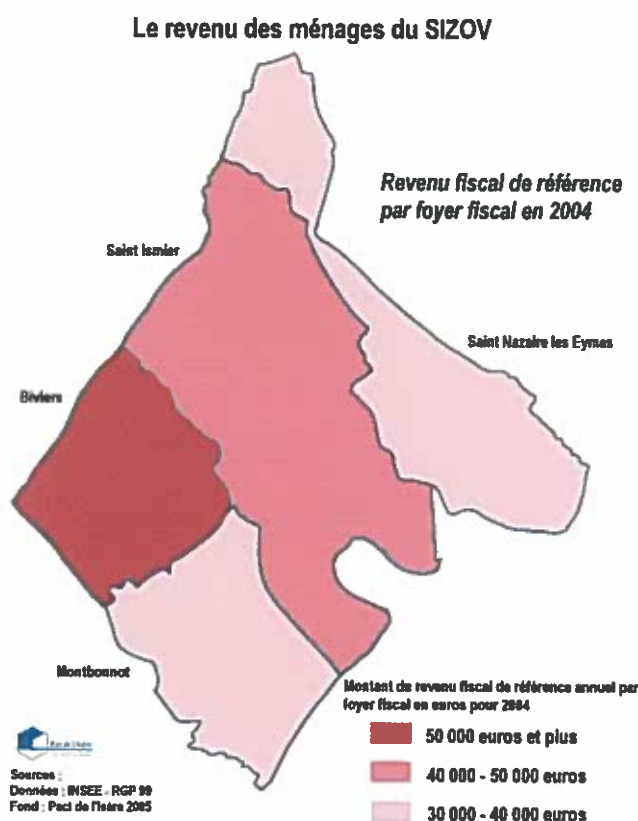 Le revenu des ménages du SIZOV
Revenu fiscal de référence
par foyer fiscal en 2004
Saint Ismier
Saint Nazaire les Eymes
Biviers
Montbonnot
Montant de revenu fiscal de référence annuel par
foyer fiscal en euros pour 2004
50 000 euros et plus
40 000 - 50 000 euros
30 000 - 40 000 euros
Sources :
Données : INSEE - RGP 99
Fond : Pact de l'Isère 2005